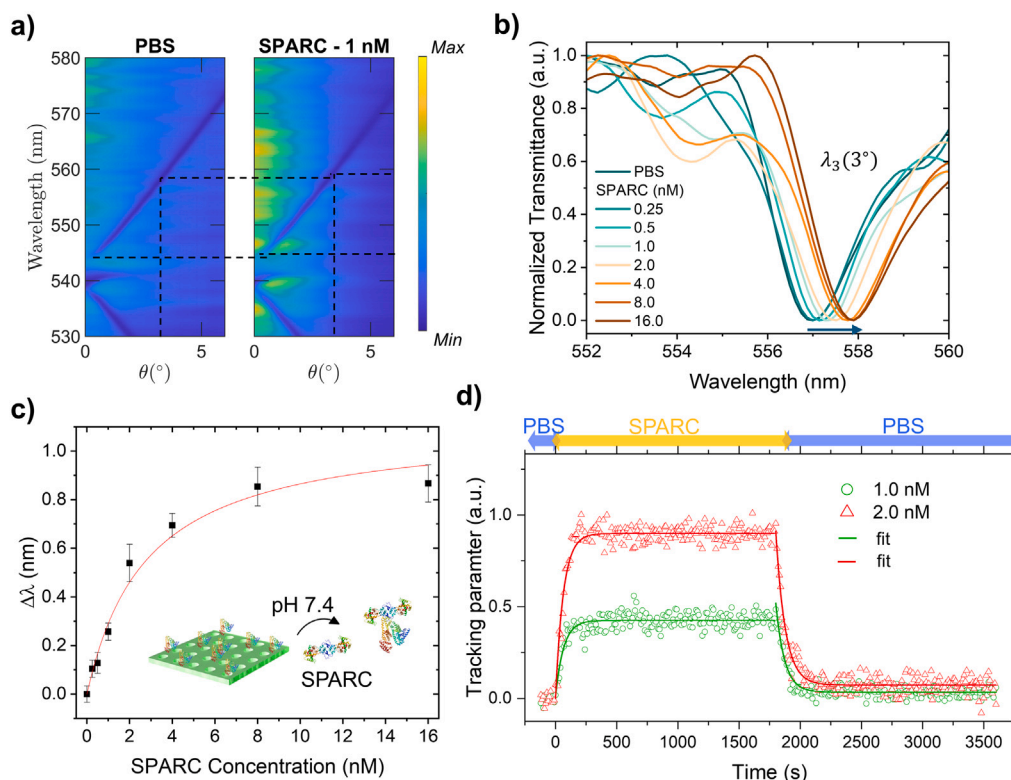 a)
PBS
SPARC - 1 nM
Max
580
570
560
550
540
530
Wavelength (nm)
0
5
0
5
θ(°)
θ(°)
Min
b)
1.0
0.8
0.6
0.4
0.2
0.0
Normalized Transmittance (a.u.)
λ3(3°)
PBS
SPARC (nM)
0.25
0.5
1.0
2.0
4.0
8.0
16.0
552
554
556
558
560
Wavelength (nm)
c)
1.0
0.8
0.6
0.4
0.2
0.0
Δλ (nm)
pH 7.4
SPARC
0
2
4
6
8
10
12
14
16
SPARC Concentration (nM)
d)
PBS
SPARC
PBS
1.0
0.5
0.0
Tracking paramter (a.u.)
1.0 nM
2.0 nM
fit
fit
0
500
1000
1500
2000
2500
3000
3500
Time (s)